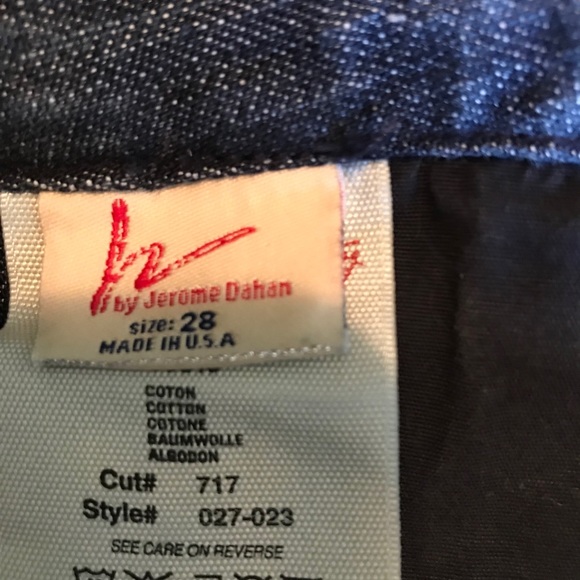 by Jerome Dahan
size: 28
MADE IN U.S.A
COTON
COTTON
COTONE
BAUMWOLLE
ALGODON
Cut# 717
Style# 027-023
SEE CARE ON REVERSE